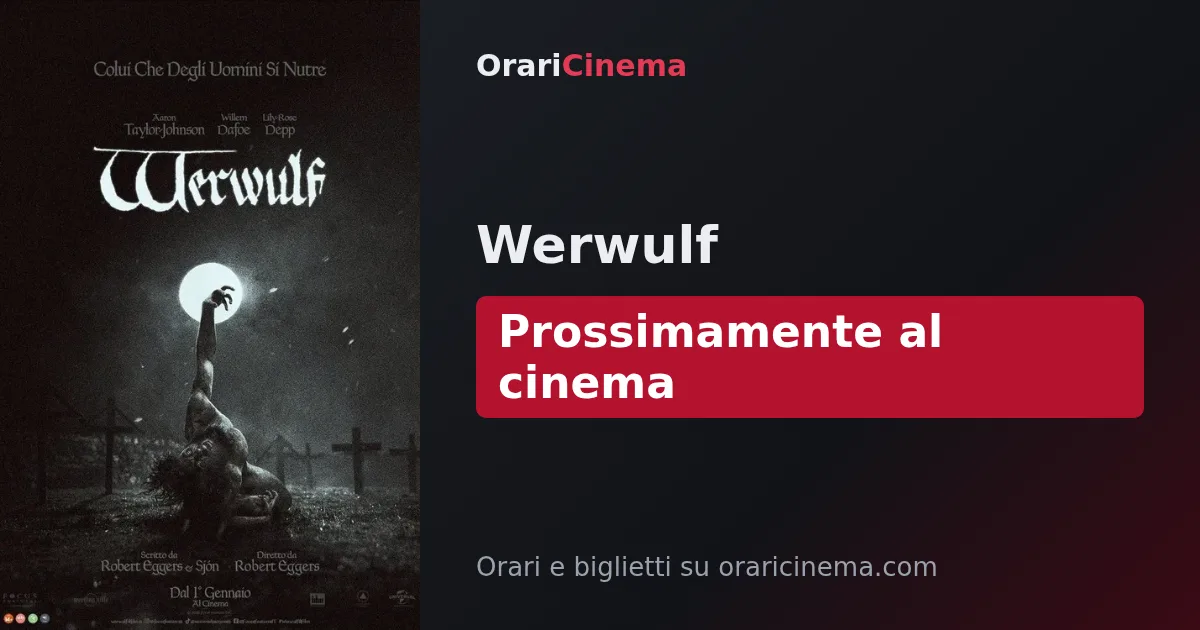 Colui Che Degli Uomini Si Nutre
Aaron Taylor-Johnson
Willem Dafoe
Lily-Rose Depp
Werwulf
Scritto da
Robert Eggers & Sjón
Diretto da
Robert Eggers
Dal 1° Gennaio
Al Cinema
FOCUS
OrariCinema
Werwulf
Prossimamente al
cinema
Orari e biglietti su oraricinema.com